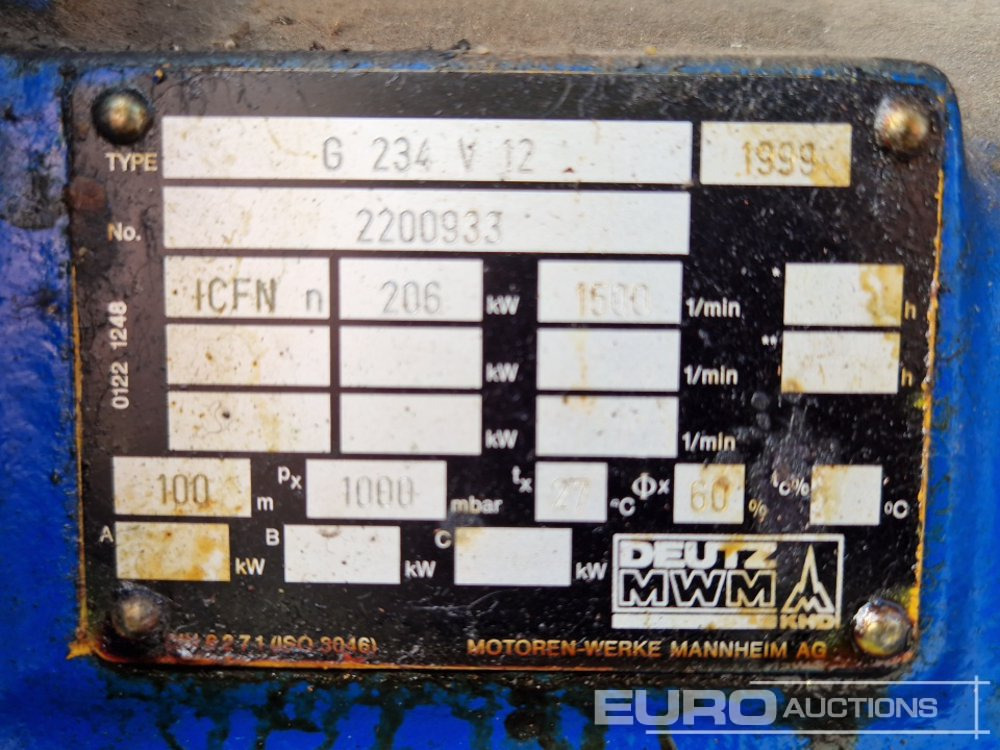 TYPE G 234 V 12 1999
No. 2200933
ICFN n 206 kW 1500 1/min * h
kW 1/min ** h
kW 1/min
0122 1248
100 m px 1000 mbar tx 27 °C Φx 60 % °C
A kW B kW C kW
DEUTZ
MWM
KHD
6271 (ISO 3046) MOTOREN-WERKE MANNHEIM AG
EURO AUCTIONS